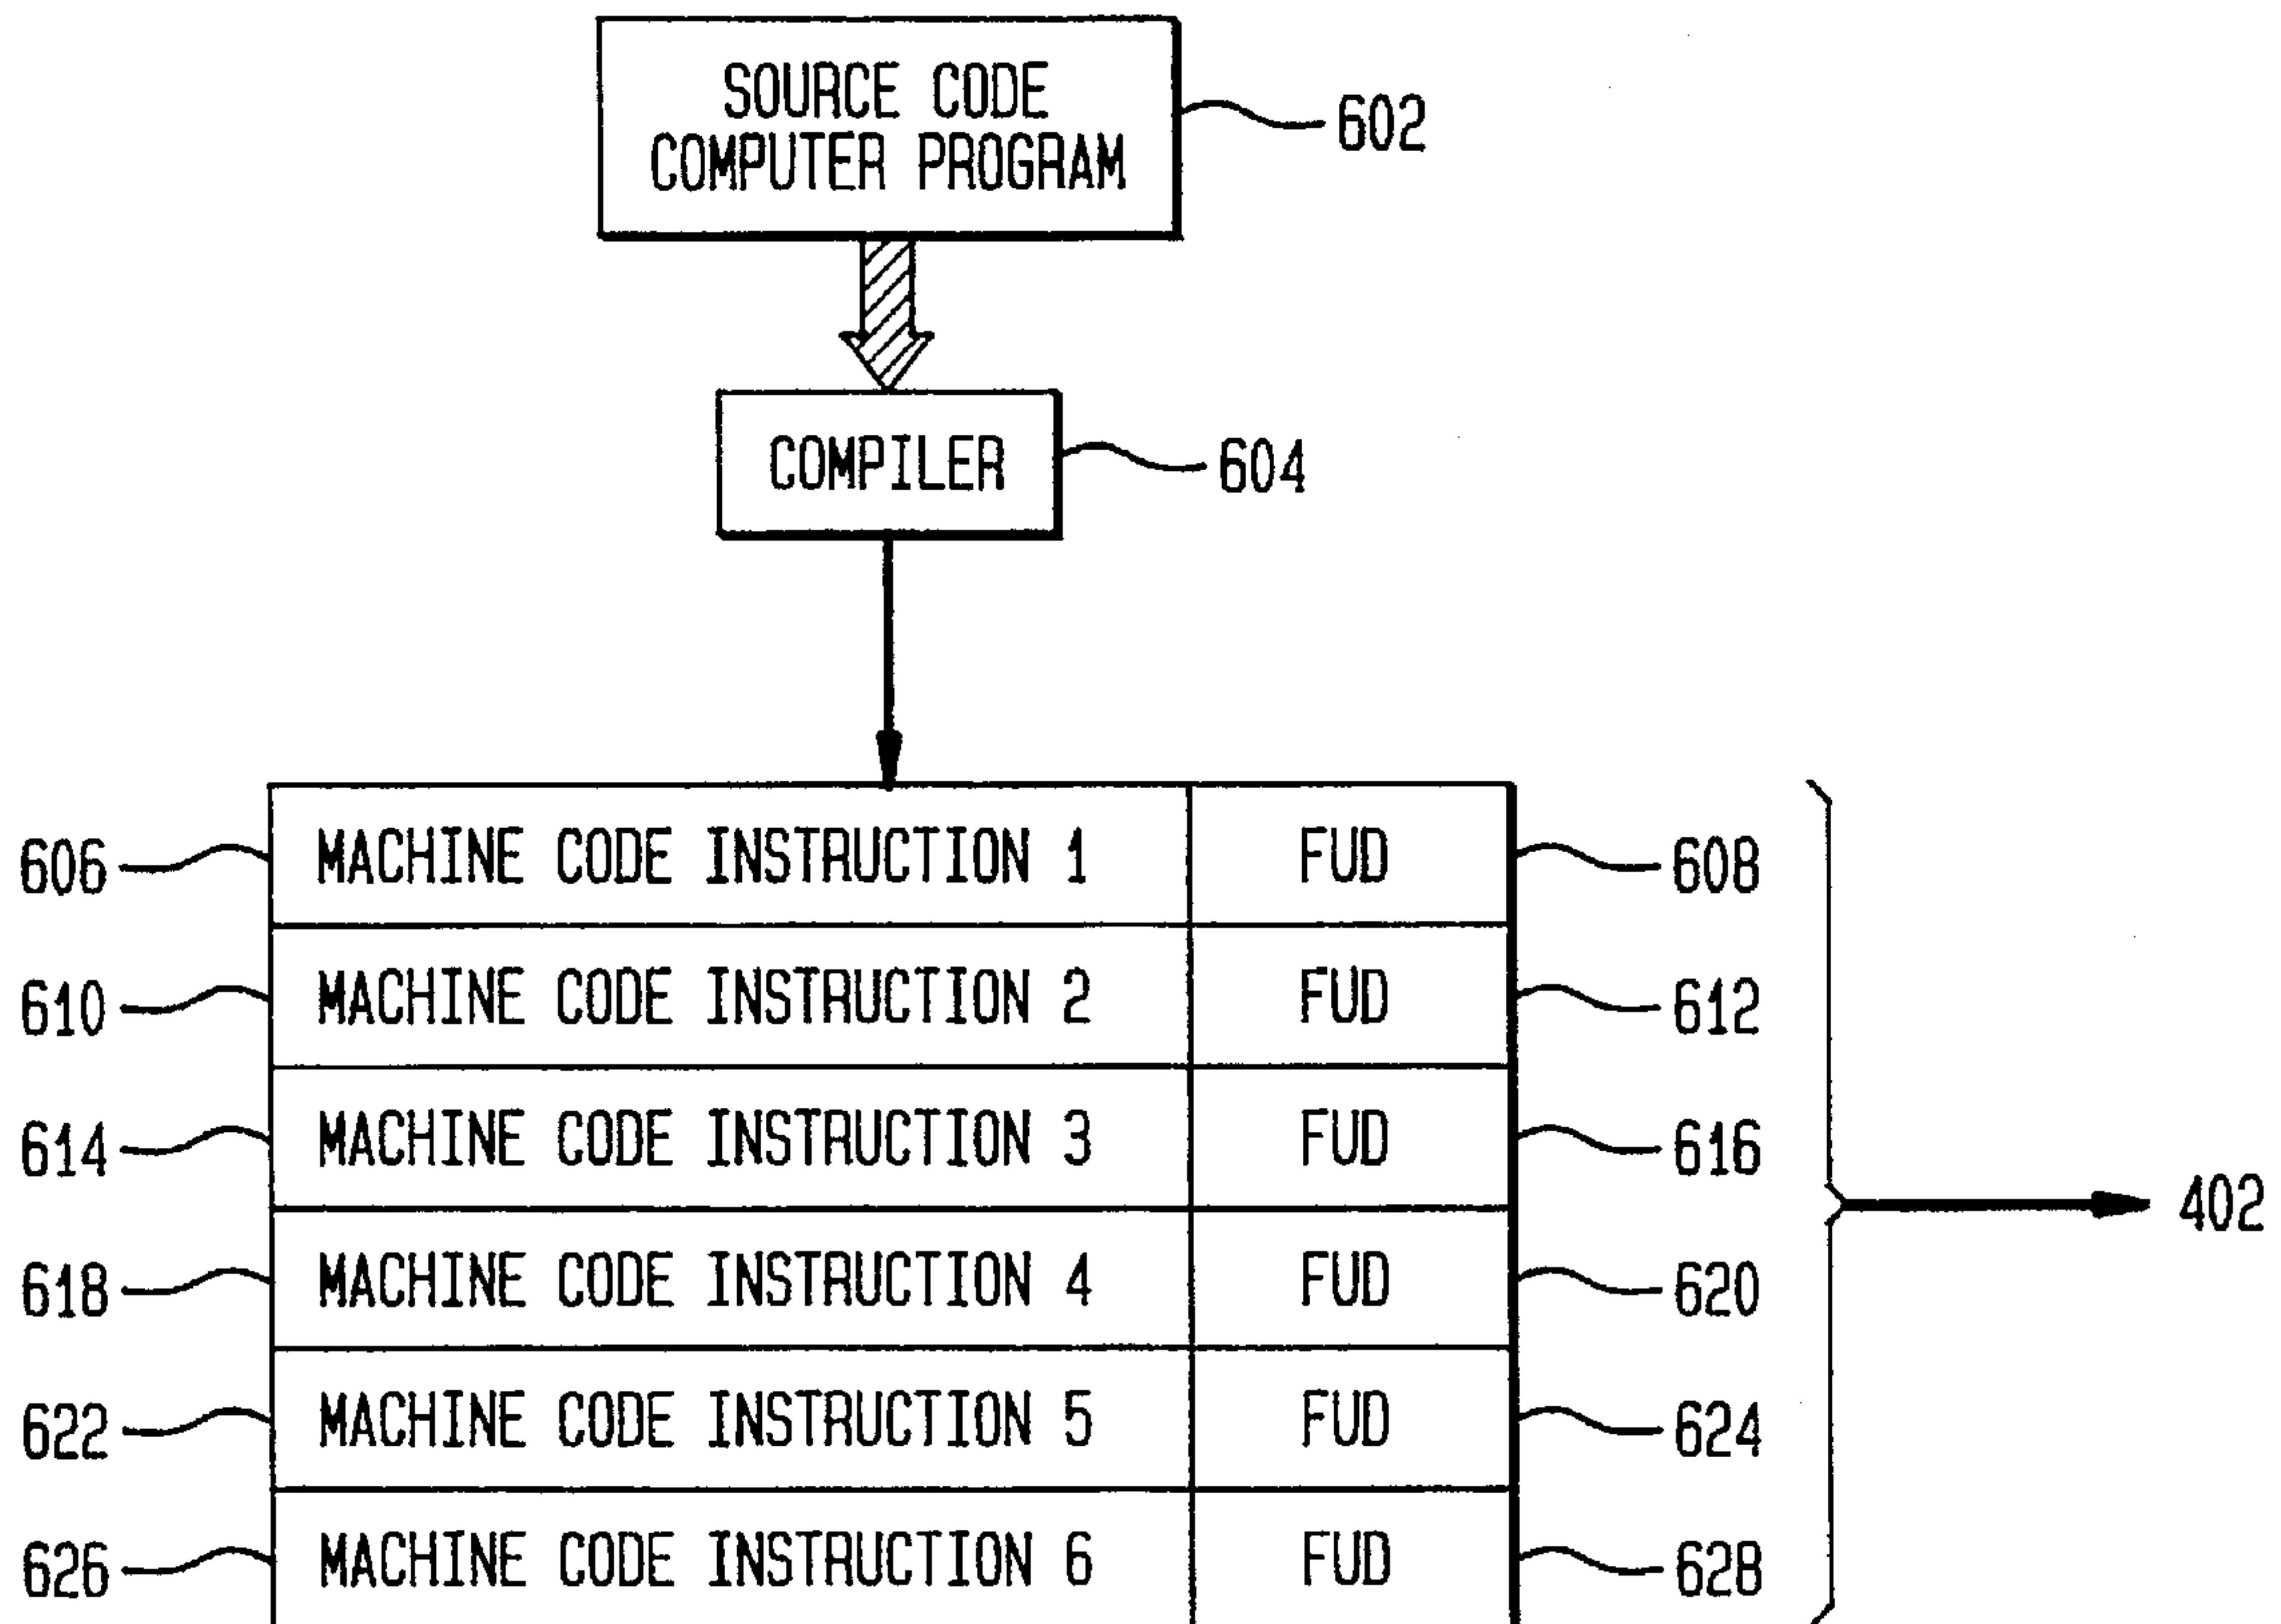 SOURCE CODE
COMPUTER PROGRAM
602
COMPILER
604
606 MACHINE CODE INSTRUCTION 1 FUD 608
610 MACHINE CODE INSTRUCTION 2 FUD 612
614 MACHINE CODE INSTRUCTION 3 FUD 616
402
618 MACHINE CODE INSTRUCTION 4 FUD 620
622 MACHINE CODE INSTRUCTION 5 FUD 624
626 MACHINE CODE INSTRUCTION 6 FUD 628